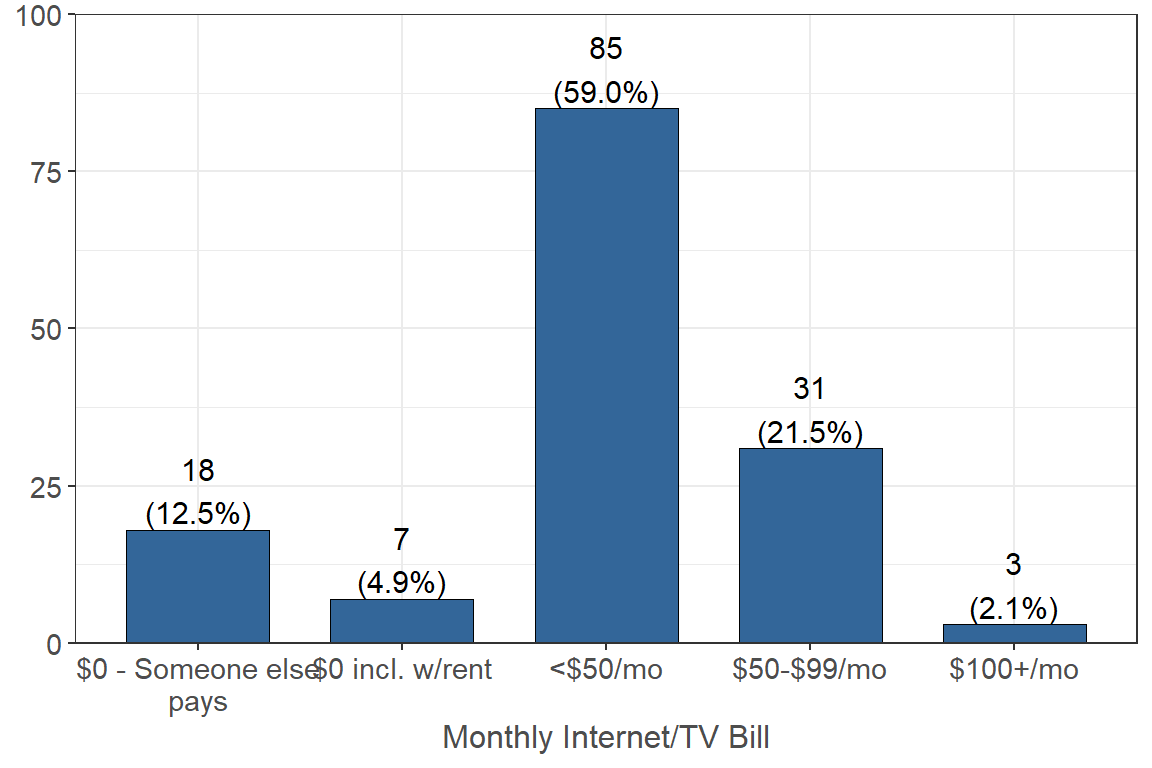 100
75
50
25
0
85
(59.0%)
31
(21.5%)
18
(12.5%)
7
(4.9%)
3
(2.1%)
$0 - Someone else
pays
$0 incl. w/rent
<$50/mo
$50-$99/mo
$100+/mo
Monthly Internet/TV Bill